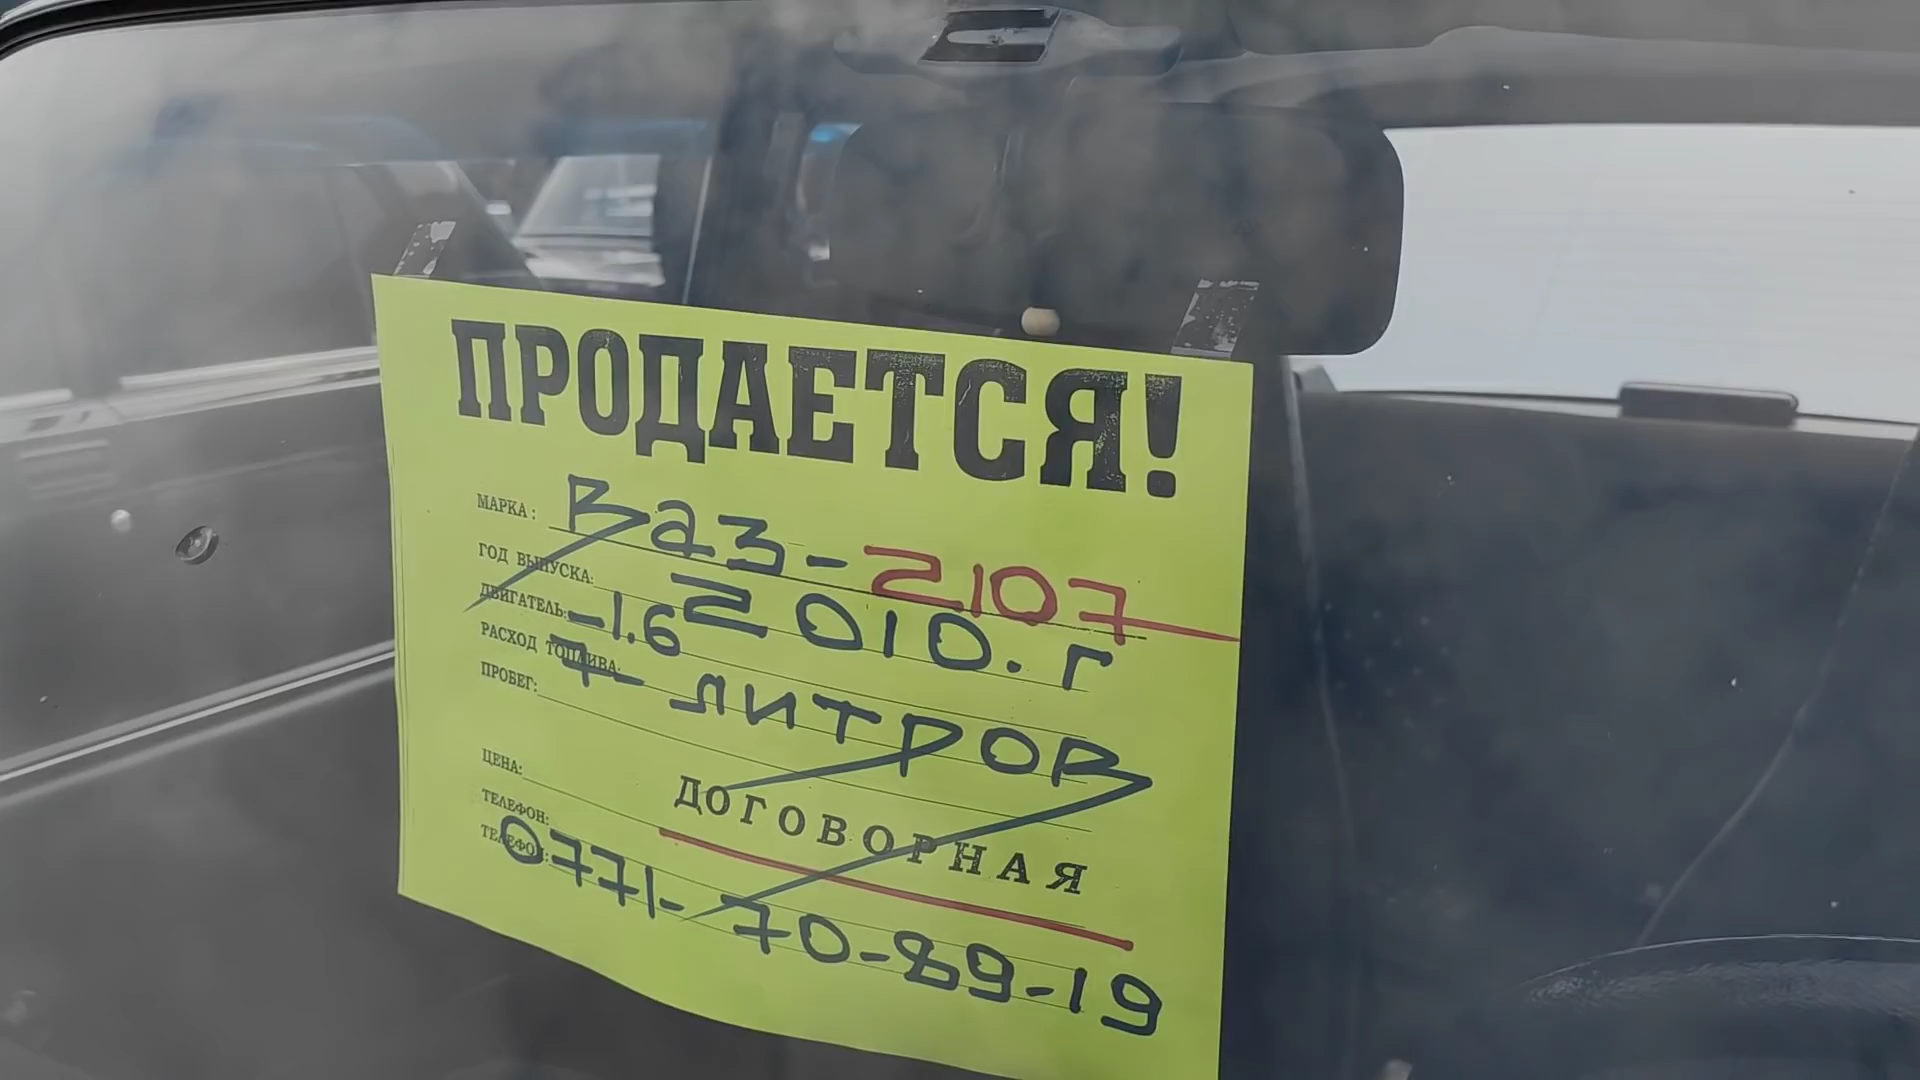 ПРОДАЕТСЯ!
МАРКА: Ваз-2107
ГОД ВЫПУСКА: 2010.г
ДВИГАТЕЛЬ: -1.6
РАСХОД ТОПЛИВА: 7- литров
ПРОБЕГ:
ЦЕНА: ДОГОВОРНАЯ
ТЕЛЕФОН:
ТЕЛЕФОН: 0771-70-89-19